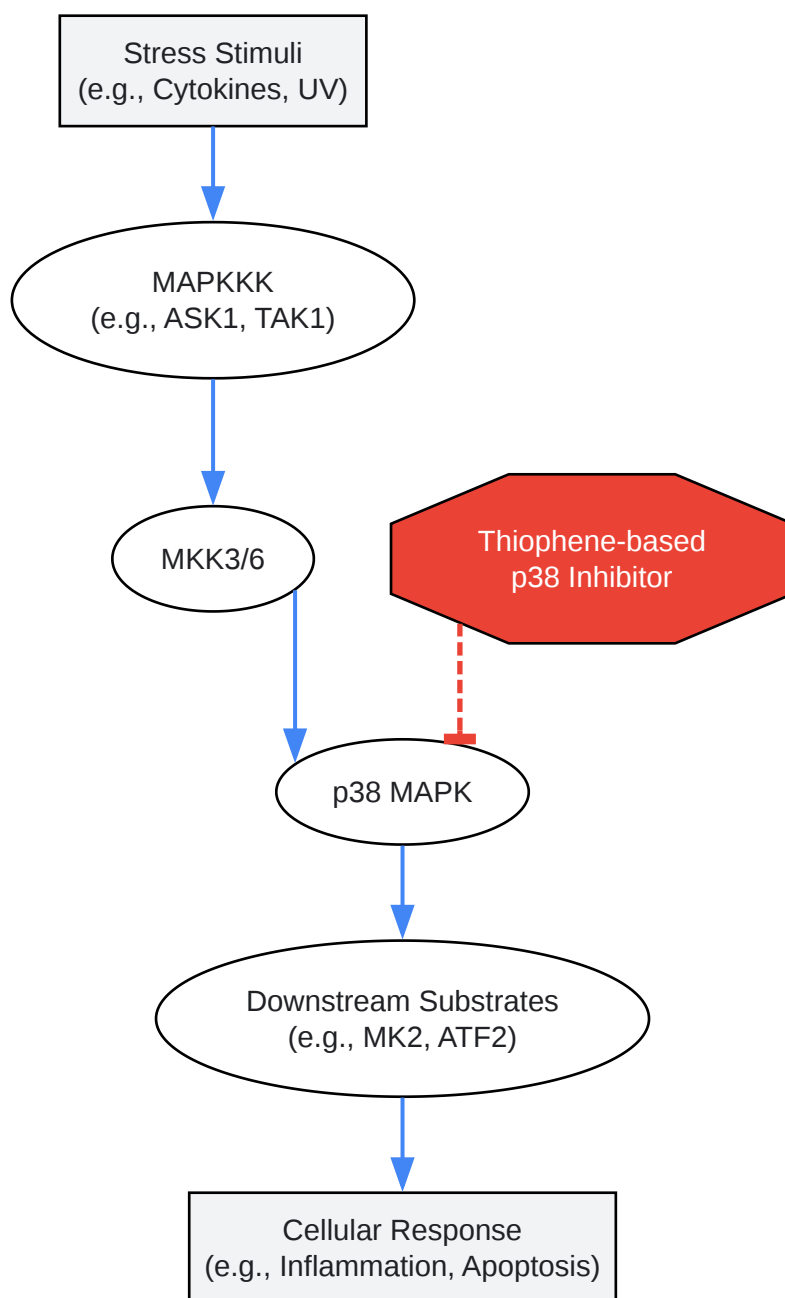 Stress Stimuli
(e.g., Cytokines, UV)
MAPKKK
(e.g., ASK1, TAK1)
MKK3/6
Thiophene-based
p38 Inhibitor
p38 MAPK
Downstream Substrates
(e.g., MK2, ATF2)
Cellular Response
(e.g., Inflammation, Apoptosis)